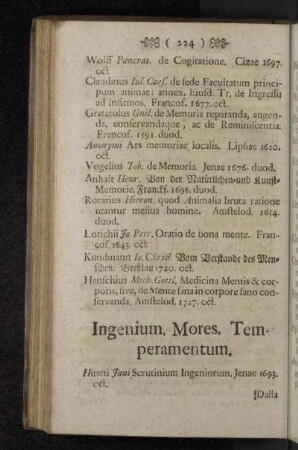 ( 224 )
Wolff Pancrat. de Cogitatione. Cizae 1697.
oct.
Claudinus Iul. Caes. de sede Facultatum princi-
pum animae: annex. Eiusd. Tr. de Ingressu
ad infirmos. Francof. 1677. oct.
Gratarolus Guil. de Memoria reparanda, augen-
da, conservandaque, ac de Reminiscentia.
Francof. 1591. duod.
Anonymi Ars memoriae localis. Lipsiae 1620.
oct.
Vogelius Tob. de Memoria. Jenae 1676. duod.
Anhalt Henr. Von der Natürlichen und Kunst-
Memorie. Franckf. 1696. duod.
Rorarius Hieron. quod Animalia bruta ratione
utantur melius homine. Amstelod. 1654.
duod.
Lorichii Jo Petr. Oratio de bona mente. Fran-
cof 1643. oct
Kundmann Io. Christ. Vom Verstande des Men-
schen. Breslau 1720. oct.
Hanschius Mich. Gottl, Medicina Mentis & cor-
poris, sive, de Mente sana in corpore sano con-
servanda. Amstelod. 1727. oct.
Ingenium. Mores. Tem-
peramentum.
Huarti Jani Scrutinium Ingeniorum. Jenae 1693.
oct.
Dalla